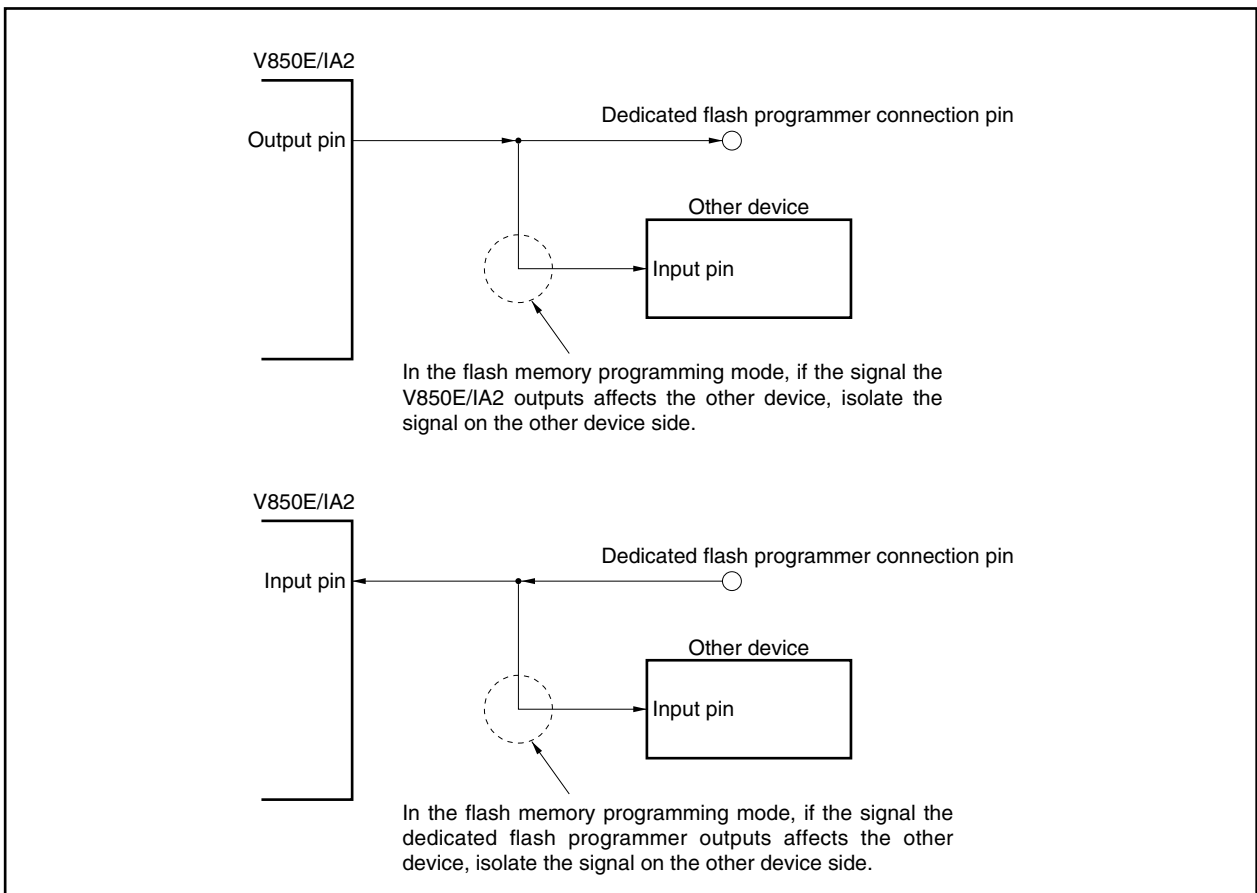 V850E/IA2
Output pin
Dedicated flash programmer connection pin
Other device
Input pin
In the flash memory programming mode, if the signal the
V850E/IA2 outputs affects the other device, isolate the
signal on the other device side.
V850E/IA2
Input pin
Dedicated flash programmer connection pin
Other device
Input pin
In the flash memory programming mode, if the signal the
dedicated flash programmer outputs affects the other
device, isolate the signal on the other device side.